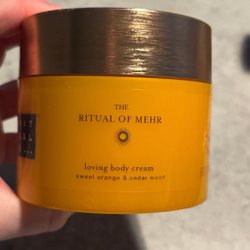 THE
RITUAL OF MEHR
loving body cream
sweet orange & cedar wood